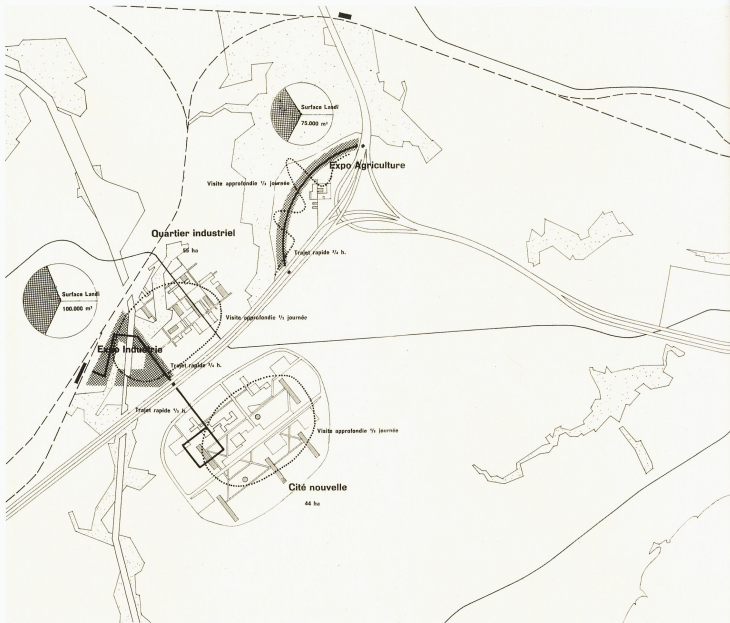 Surface Landi
75.000 m²
Expo Agriculture
Visite approfondie ½ journée
Quartier industriel
55 ha
Trajet rapide ¼ h.
Surface Landi
100.000 m²
Visite approfondie ½ journée
Expo Industrie
Trajet rapide ¼ h.
Trajet rapide ½ h.
Visite approfondie ½ journée
Cité nouvelle
44 ha